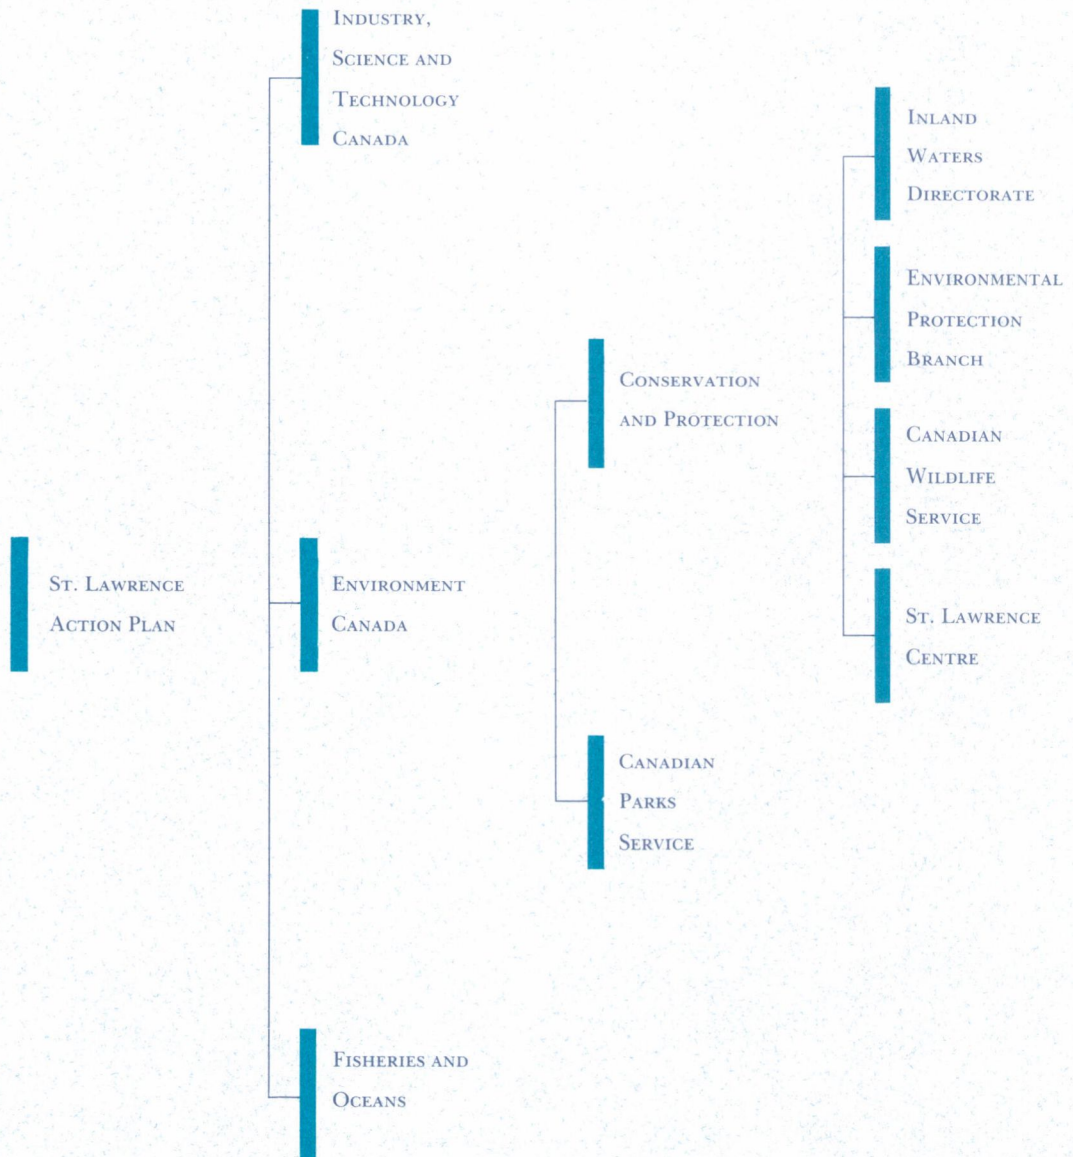 INDUSTRY,
SCIENCE AND
TECHNOLOGY
CANADA
INLAND
WATERS
DIRECTORATE
ENVIRONMENTAL
PROTECTION
BRANCH
CONSERVATION
AND PROTECTION
CANADIAN
WILDLIFE
SERVICE
ST. LAWRENCE
ACTION PLAN
ENVIRONMENT
CANADA
ST. LAWRENCE
CENTRE
CANADIAN
PARKS
SERVICE
FISHERIES AND
OCEANS